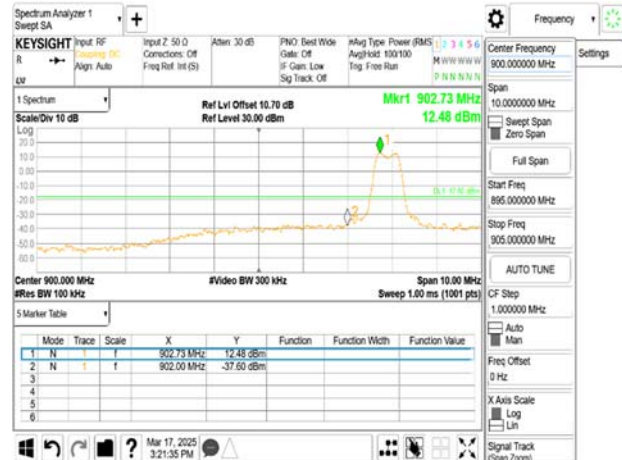 Spectrum Analyzer 1
Swept SA
+
Frequency
KEYSIGHT
Input: RF
Coupling: DC
Align: Auto
Input Z: 50 Ω
Corrections: Off
Freq Ref: Int (S)
Atten: 30 dB
PNO: Best Wide
Gate: Off
IF Gain: Low
Sig Track: Off
#Avg Type: Power (RMS
Avg|Hold: 100/100
Trig: Free Run
1 2 3 4 5 6
M W W W W W
P N N N N N
R
LW
Settings
Center Frequency
900.000000 MHz
Span
10.0000000 MHz
Swept Span
Zero Span
Full Span
Start Freq
895.000000 MHz
Stop Freq
905.000000 MHz
AUTO TUNE
CF Step
1.000000 MHz
Auto
Man
Freq Offset
0 Hz
X Axis Scale
Log
Lin
Signal Track
(Span Zoom)
1 Spectrum
Scale/Div 10 dB
Ref Lvl Offset 10.70 dB
Ref Level 30.00 dBm
Mkr1 902.73 MHz
12.48 dBm
Log
20.0
10.0
0.00
-10.0
-20.0
-30.0
-40.0
-50.0
-60.0
1
2
Center 900.000 MHz
#Video BW 300 kHz
Span 10.00 MHz
#Res BW 100 kHz
Sweep 1.00 ms (1001 pts)
5 Marker Table
Mode Trace Scale X Y Function Function Width Function Value
1 N 1 f 902.73 MHz 12.48 dBm
2 N 1 f 902.00 MHz -37.60 dBm
3
4
5
6
?
Mar 17, 2025
3:21:35 PM